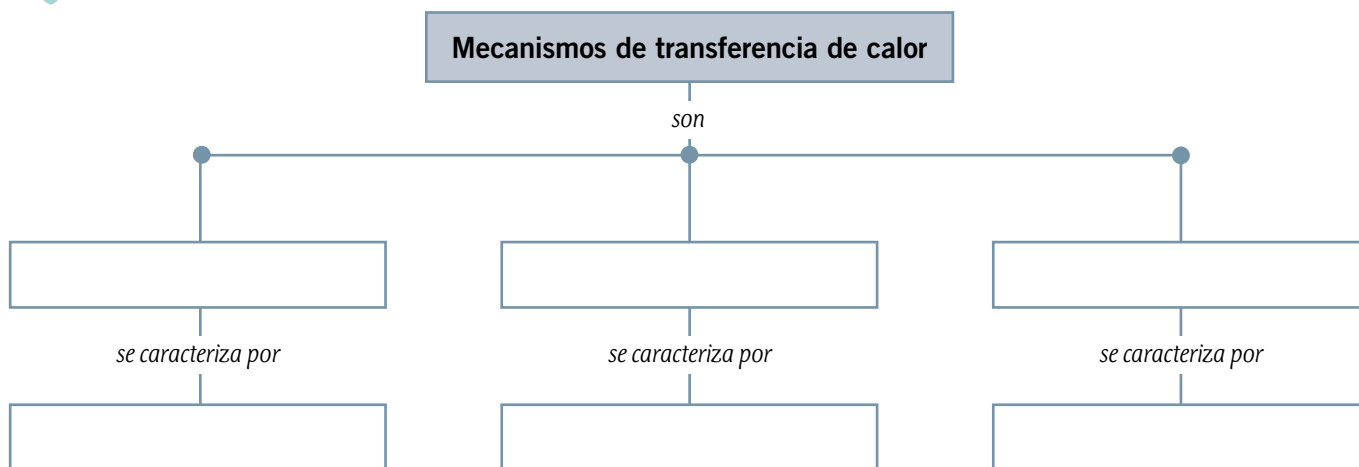 Mecanismos de transferencia de calor
son
se caracteriza por
se caracteriza por
se caracteriza por